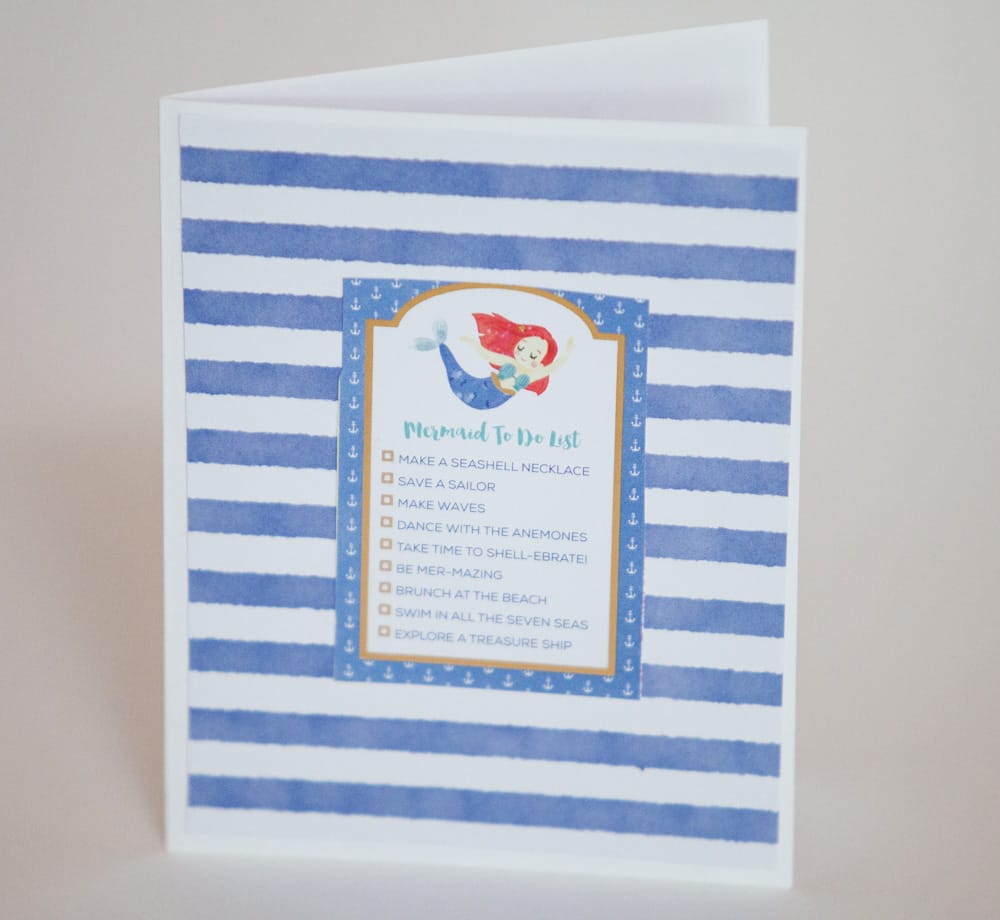 Mermaid To Do List
MAKE A SEASHELL NECKLACE
SAVE A SAILOR
MAKE WAVES
DANCE WITH THE ANEMONES
TAKE TIME TO SHELL-EBRATE!
BE MER-MAZING
BRUNCH AT THE BEACH
SWIM IN ALL THE SEVEN SEAS
EXPLORE A TREASURE SHIP